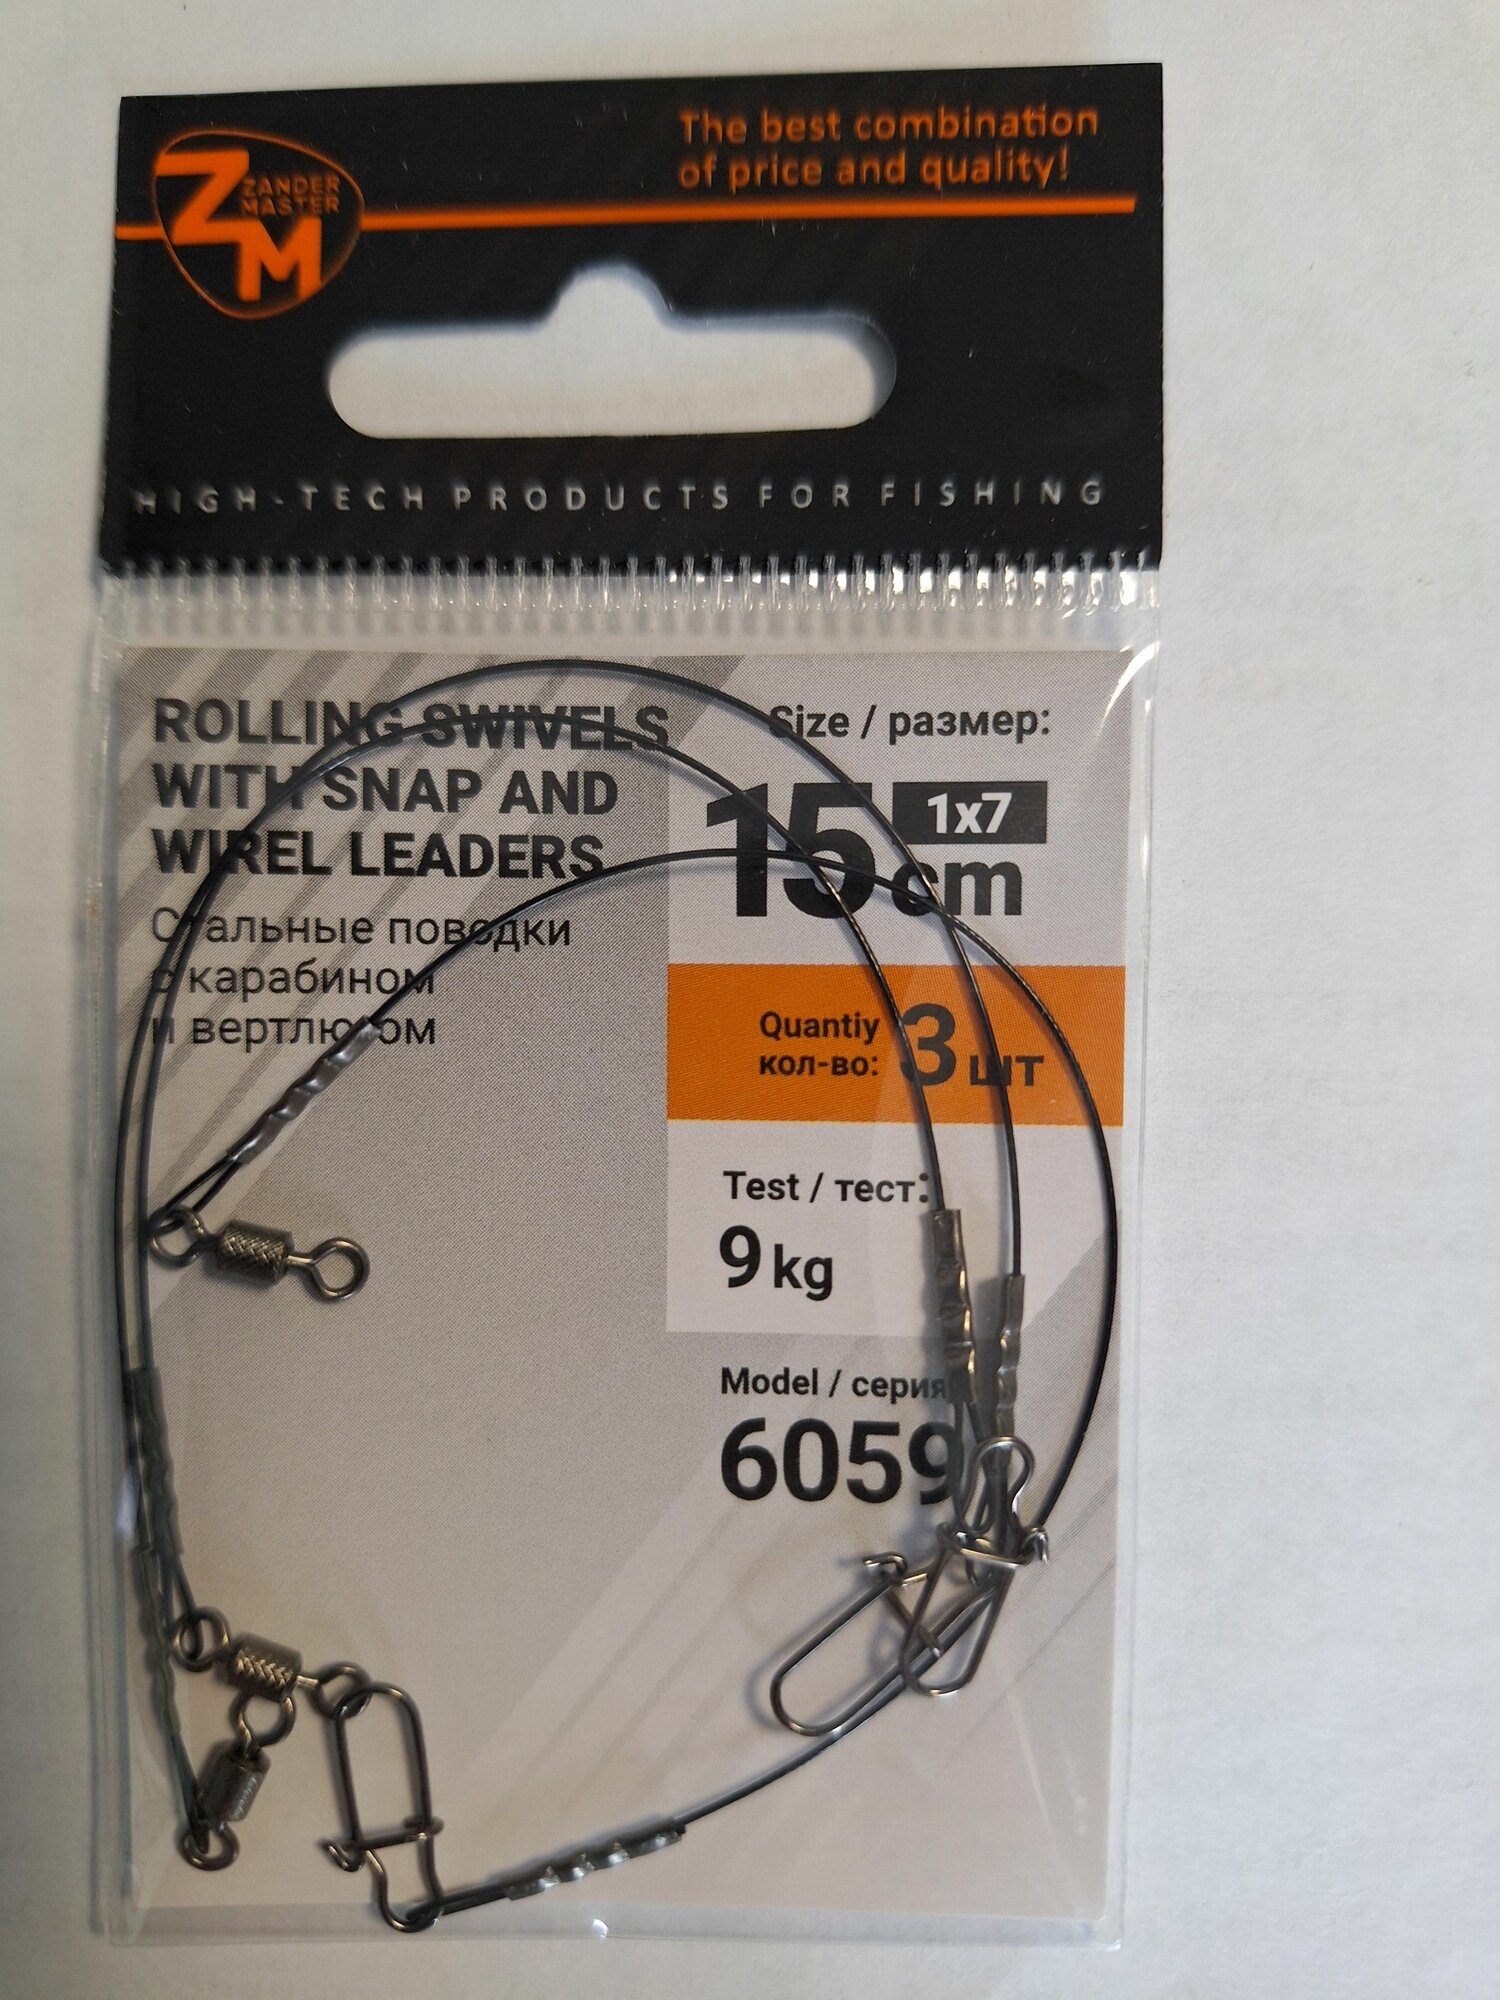 The best combination
of price and quality!
ZM
ZANDER
MASTER
HIGH-TECH PRODUCTS FOR FISHING
ROLLING SWIVELS
WITH SNAP AND
WIREL LEADERS
Стальные поводки
с карабином
и вертлюгом
Size / размер:
15 cm
1x7
Quantiy
кол-во: 3 шт
Test / тест:
9 kg
Model / серия
6059